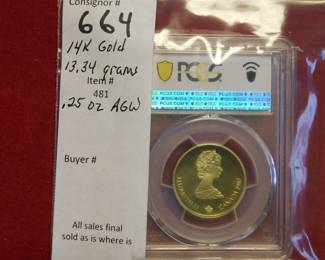 Consignor #
664
14K Gold
13.34 grams
Item #
481
.25 oz AGW
Buyer #
All sales final
sold as is where is
PCGS
ELIZABETH II
CANADA